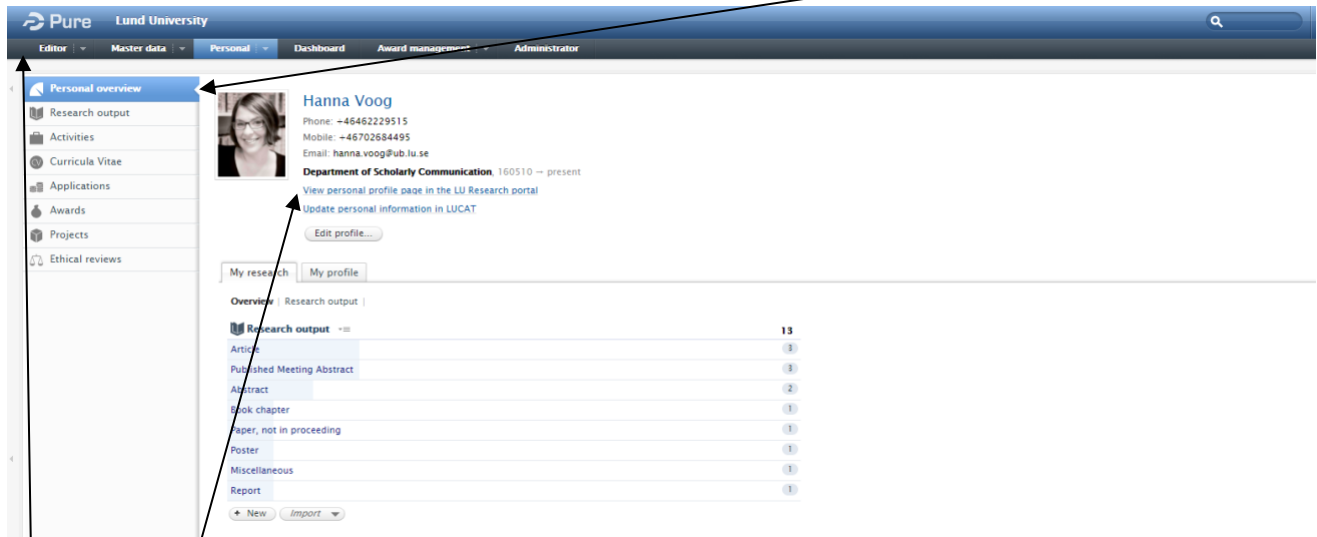 Pure Lund University
Editor Master data Personal Dashboard Award management Administrator
Personal overview
Research output
Activities
Curricula Vitae
Applications
Awards
Projects
Ethical reviews
Hanna Voog
Phone: +46462229515
Mobile: +46702684495
Email: hanna.voog@ub.lu.se
Department of Scholarly Communication, 160510 → present
View personal profile page in the LU Research portal
Update personal information in LUCAT
Edit profile...
My research My profile
Overview | Research output |
Research output 13
Article 3
Published Meeting Abstract 3
Abstract 2
Book chapter 1
Paper, not in proceeding 1
Poster 1
Miscellaneous 1
Report 1
+ New Import